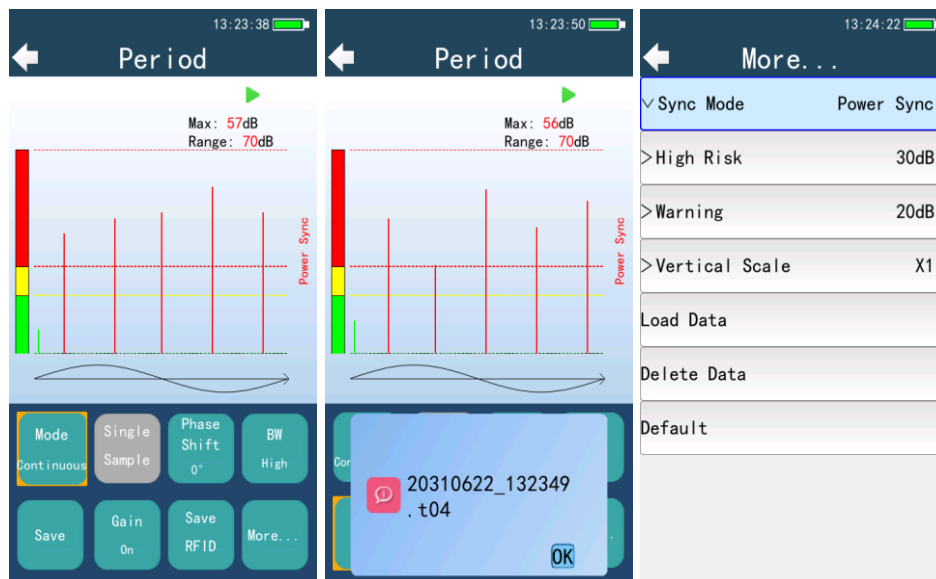 13:23:38
Period
Max: 57dB
Range: 70dB
Power Sync
Mode
Continuous
Single
Sample
Phase
Shift
0°
BW
High
Save
Gain
On
Save
RFID
More...
13:23:50
Period
Max: 56dB
Range: 70dB
Power Sync
Cor
20310622_132349
.t04
OK
.
13:24:22
More...
Sync Mode Power Sync
>High Risk 30dB
>Warning 20dB
>Vertical Scale X1
Load Data
Delete Data
Default